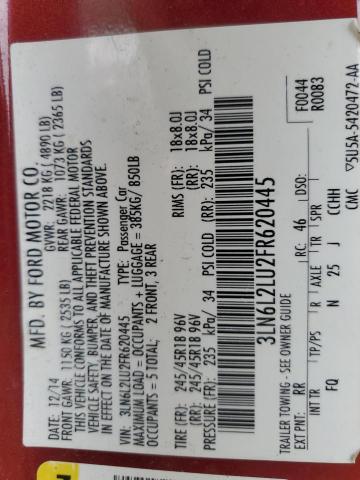 MFD. BY FORD MOTOR CO.
DATE: 12/14 GVWR: 2218 KG ( 4890 LB)
FRONT GAWR: 1150 KG ( 2535 LB) REAR GAWR: 1073 KG ( 2365 LB)
THIS VEHICLE CONFORMS TO ALL APPLICABLE FEDERAL MOTOR
VEHICLE SAFETY, BUMPER, AND THEFT PREVENTION STANDARDS
IN EFFECT ON THE DATE OF MANUFACTURE SHOWN ABOVE.
VIN: 3LN6L2LU2FR620445 TYPE: Passenger Car
MAXIMUM LOAD = OCCUPANTS + LUGGAGE = 385KG/ 850LB
OCCUPANTS = 5 TOTAL: 2 FRONT, 3 REAR
TIRE (FR): 245/45R18 96V RIMS (FR): 18x8.0J
(RR): 245/45R18 96V (RR): 18x8.0J
PRESSURE (FR): 235 kPa/ 34 PSI COLD (RR): 235 kPa/ 34 PSI COLD
3LN6L2LU2FR620445
F0044
R0083
TRAILER TOWING - SEE OWNER GUIDE
EXT PNT: RR RC: 46 DSO:
INT TR TP/PS R AXLE TR SPR
FP N 25 J CCHH
CMC ▽5U5A-5420472-AA